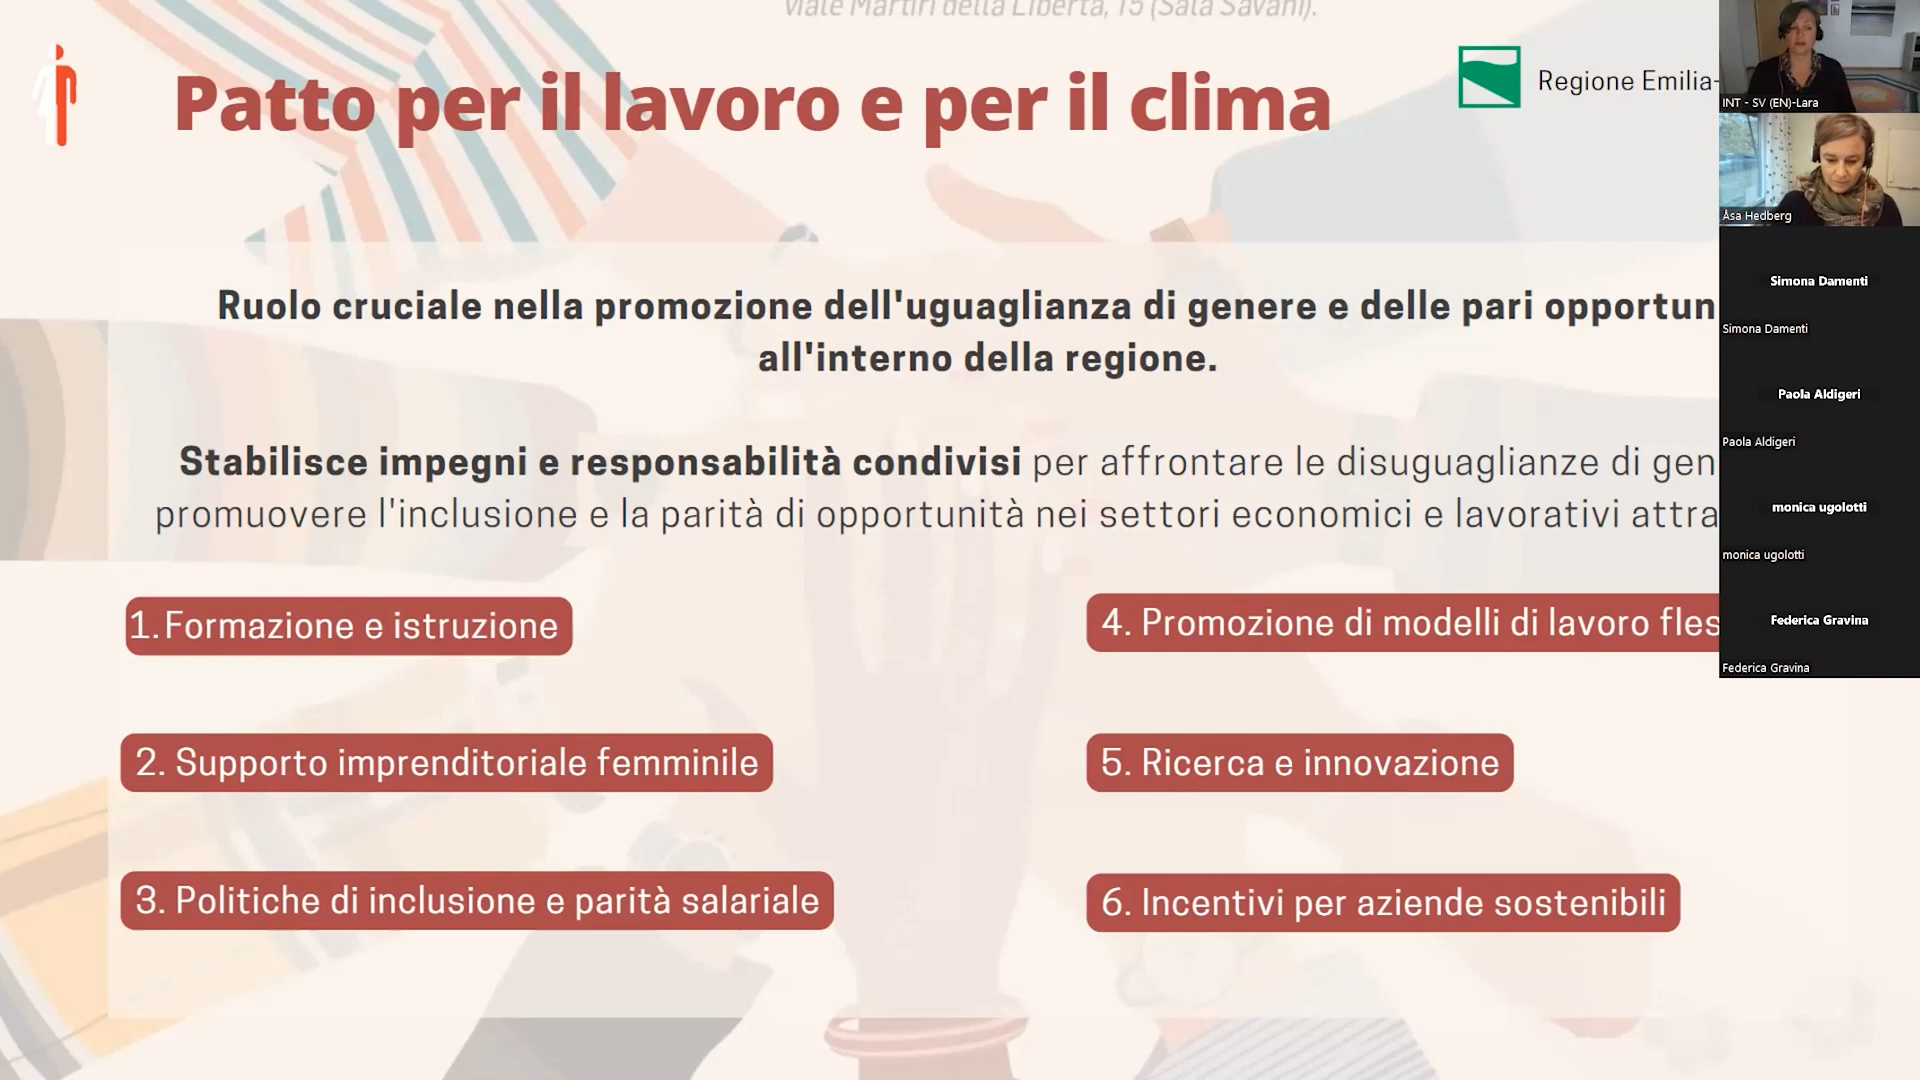 Viale Martiri della Libertà, 15 (Sala Savani).
Patto per il lavoro e per il clima
Regione Emilia-
Ruolo cruciale nella promozione dell'uguaglianza di genere e delle pari opportun
all'interno della regione.
Stabilisce impegni e responsabilità condivisi per affrontare le disuguaglianze di gen
promuovere l'inclusione e la parità di opportunità nei settori economici e lavorativi attra
1. Formazione e istruzione
2. Supporto imprenditoriale femminile
3. Politiche di inclusione e parità salariale
4. Promozione di modelli di lavoro fles
5. Ricerca e innovazione
6. Incentivi per aziende sostenibili
INT - SV (EN)-Lara
Åsa Hedberg
Simona Damenti
Simona Damenti
Paola Aldigeri
Paola Aldigeri
monica ugolotti
monica ugolotti
Federica Gravina
Federica Gravina